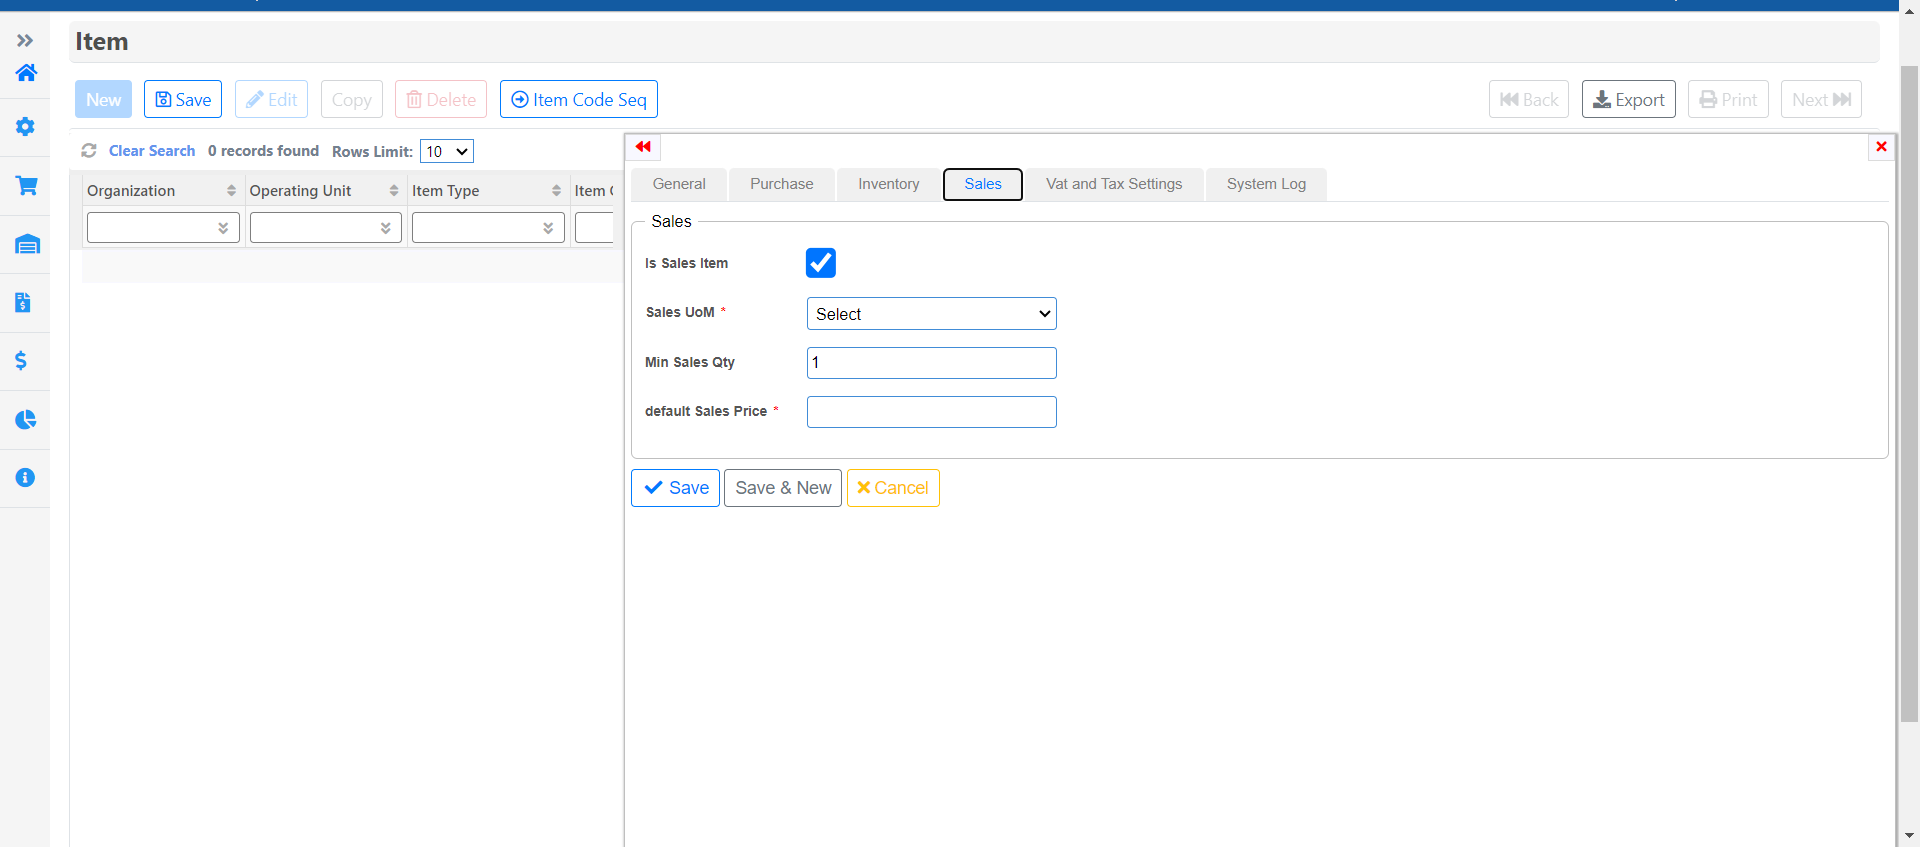 Item
New Save Edit Copy Delete Item Code Seq Back Export Print Next
Clear Search 0 records found Rows Limit: 10
Organization Operating Unit Item Type Item
General Purchase Inventory Sales Vat and Tax Settings System Log
Sales
Is Sales Item
Sales UoM * Select
Min Sales Qty 1
default Sales Price *
Save Save & New Cancel